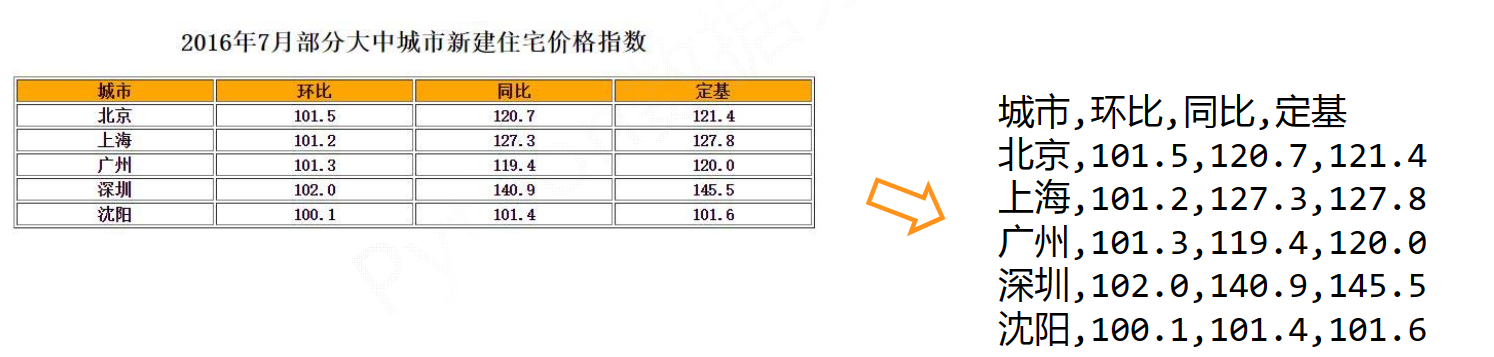 2016年7月部分大中城市新建住宅价格指数
城市 环比 同比 定基
北京 101.5 120.7 121.4
上海 101.2 127.3 127.8
广州 101.3 119.4 120.0
深圳 102.0 140.9 145.5
沈阳 100.1 101.4 101.6
城市,环比,同比,定基
北京,101.5,120.7,121.4
上海,101.2,127.3,127.8
广州,101.3,119.4,120.0
深圳,102.0,140.9,145.5
沈阳,100.1,101.4,101.6